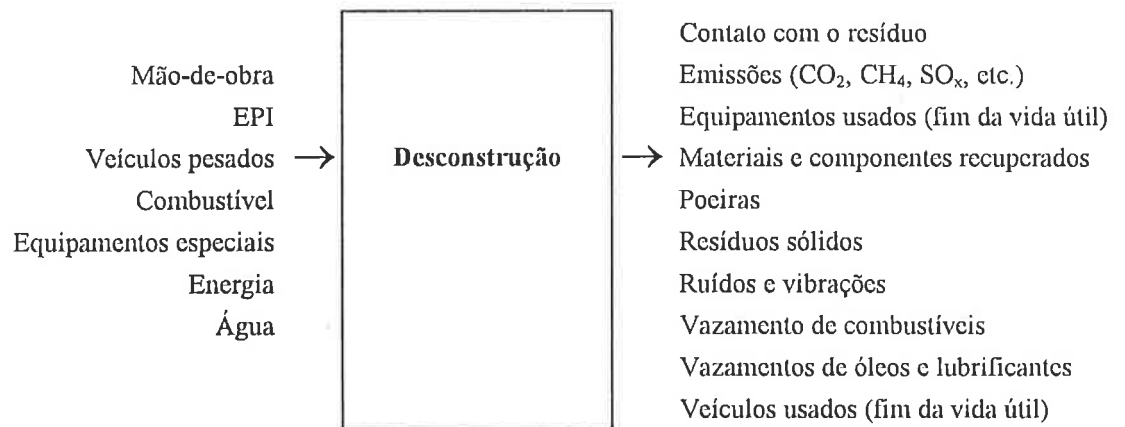 Mão-de-obra
EPI
Veículos pesados
Combustível
Equipamentos especiais
Energia
Água
→
Desconstrução
→
Contato com o resíduo
Emissões (CO₂, CH₄, SOₓ, etc.)
Equipamentos usados (fim da vida útil)
Materiais e componentes recuperados
Poeiras
Resíduos sólidos
Ruídos e vibrações
Vazamento de combustíveis
Vazamentos de óleos e lubrificantes
Veículos usados (fim da vida útil)